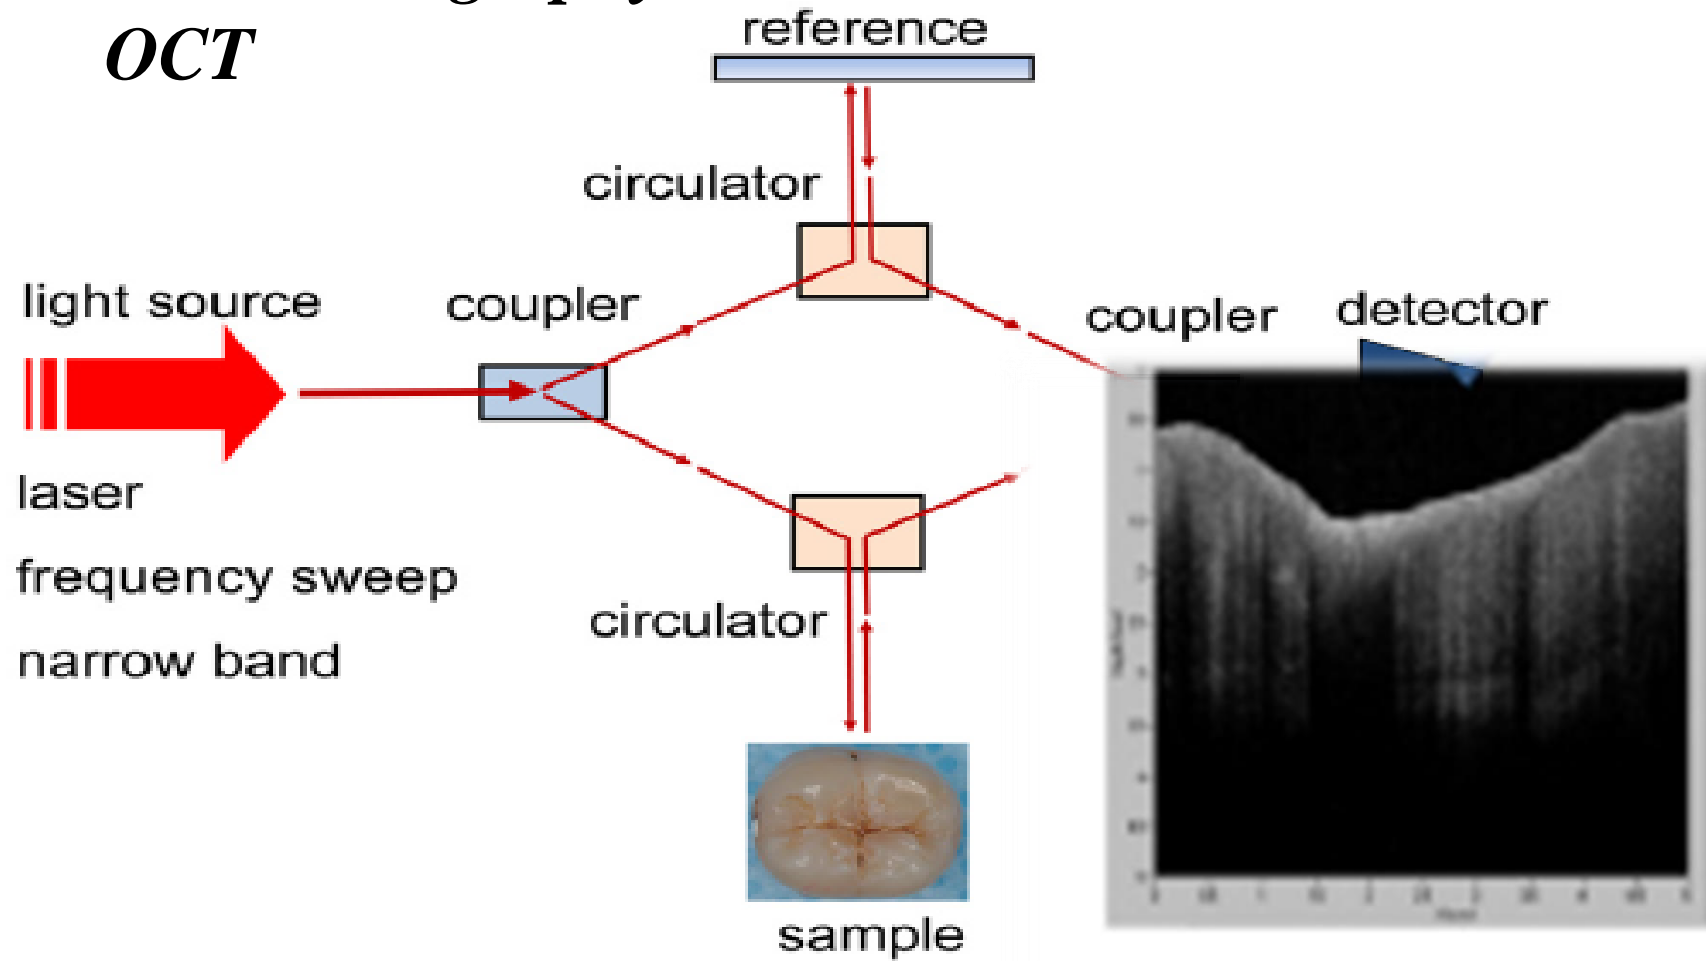 OCT
reference
circulator
light source
coupler
coupler
detector
laser
frequency sweep
circulator
narrow band
sample